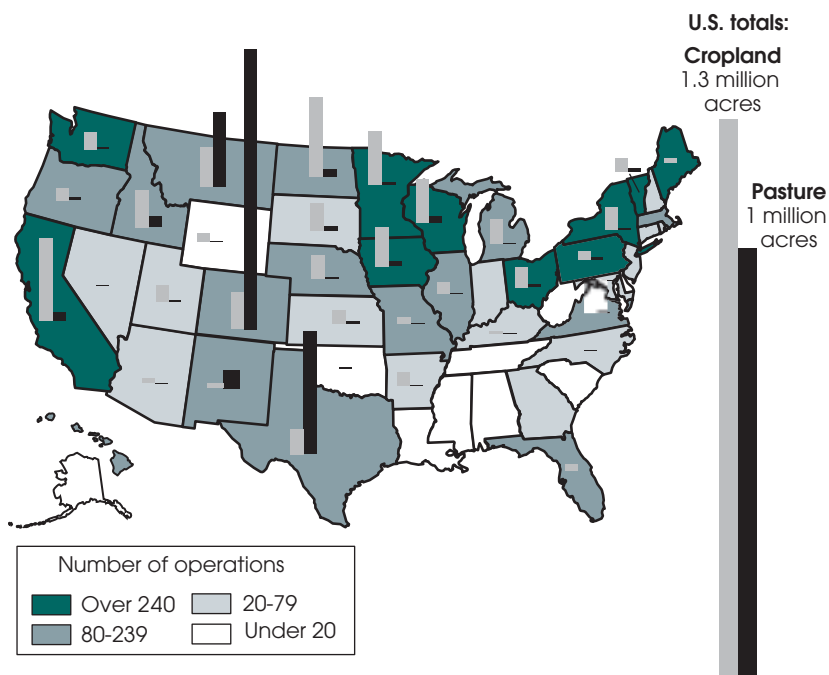 U.S. totals:
Cropland
1.3 million
acres
Pasture
1 million
acres
Number of operations
Over 240
20-79
80-239
Under 20